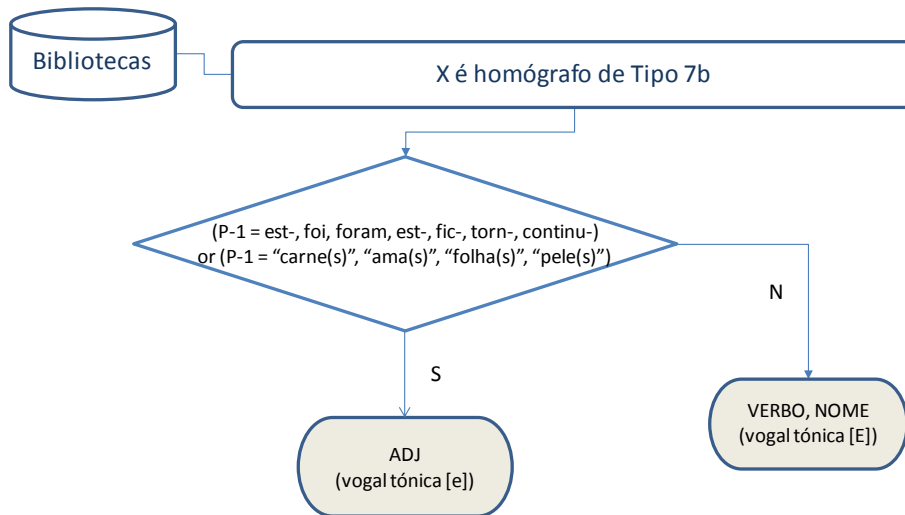 Bibliotecas
X é homógrafo de Tipo 7b
(P-1 = est-, foi, foram, est-, fic-, torn-, continu-)
or (P-1 = “carne(s)”, “ama(s)”, “folha(s)”, “pele(s)”)
N
S
VERBO, NOME
(vogal tónica [E])
ADJ
(vogal tónica [e])